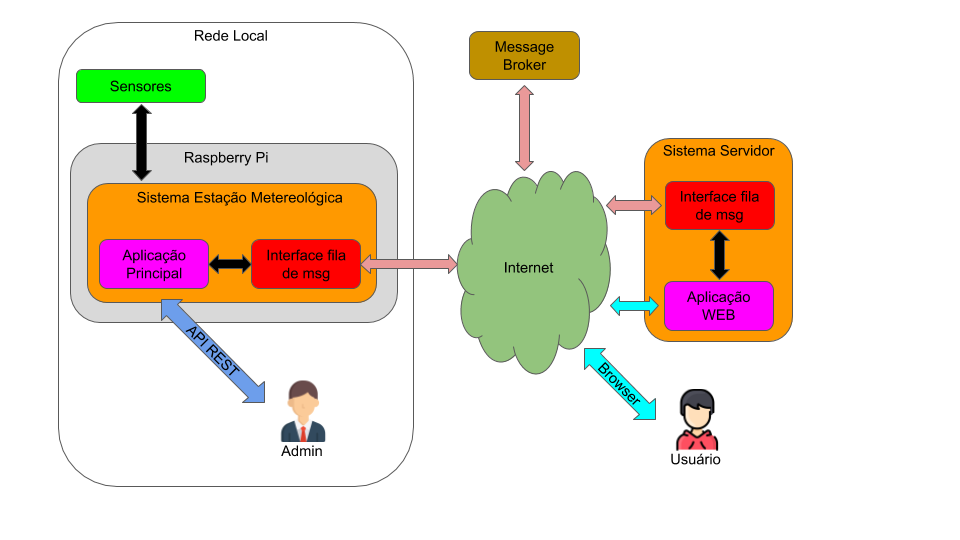 Rede Local
Sensores
Raspberry Pi
Sistema Estação Metereológica
Aplicação
Principal
Interface fila
de msg
API REST
Admin
Message
Broker
Internet
Sistema Servidor
Interface fila
de msg
Aplicação
WEB
Browser
Usuário